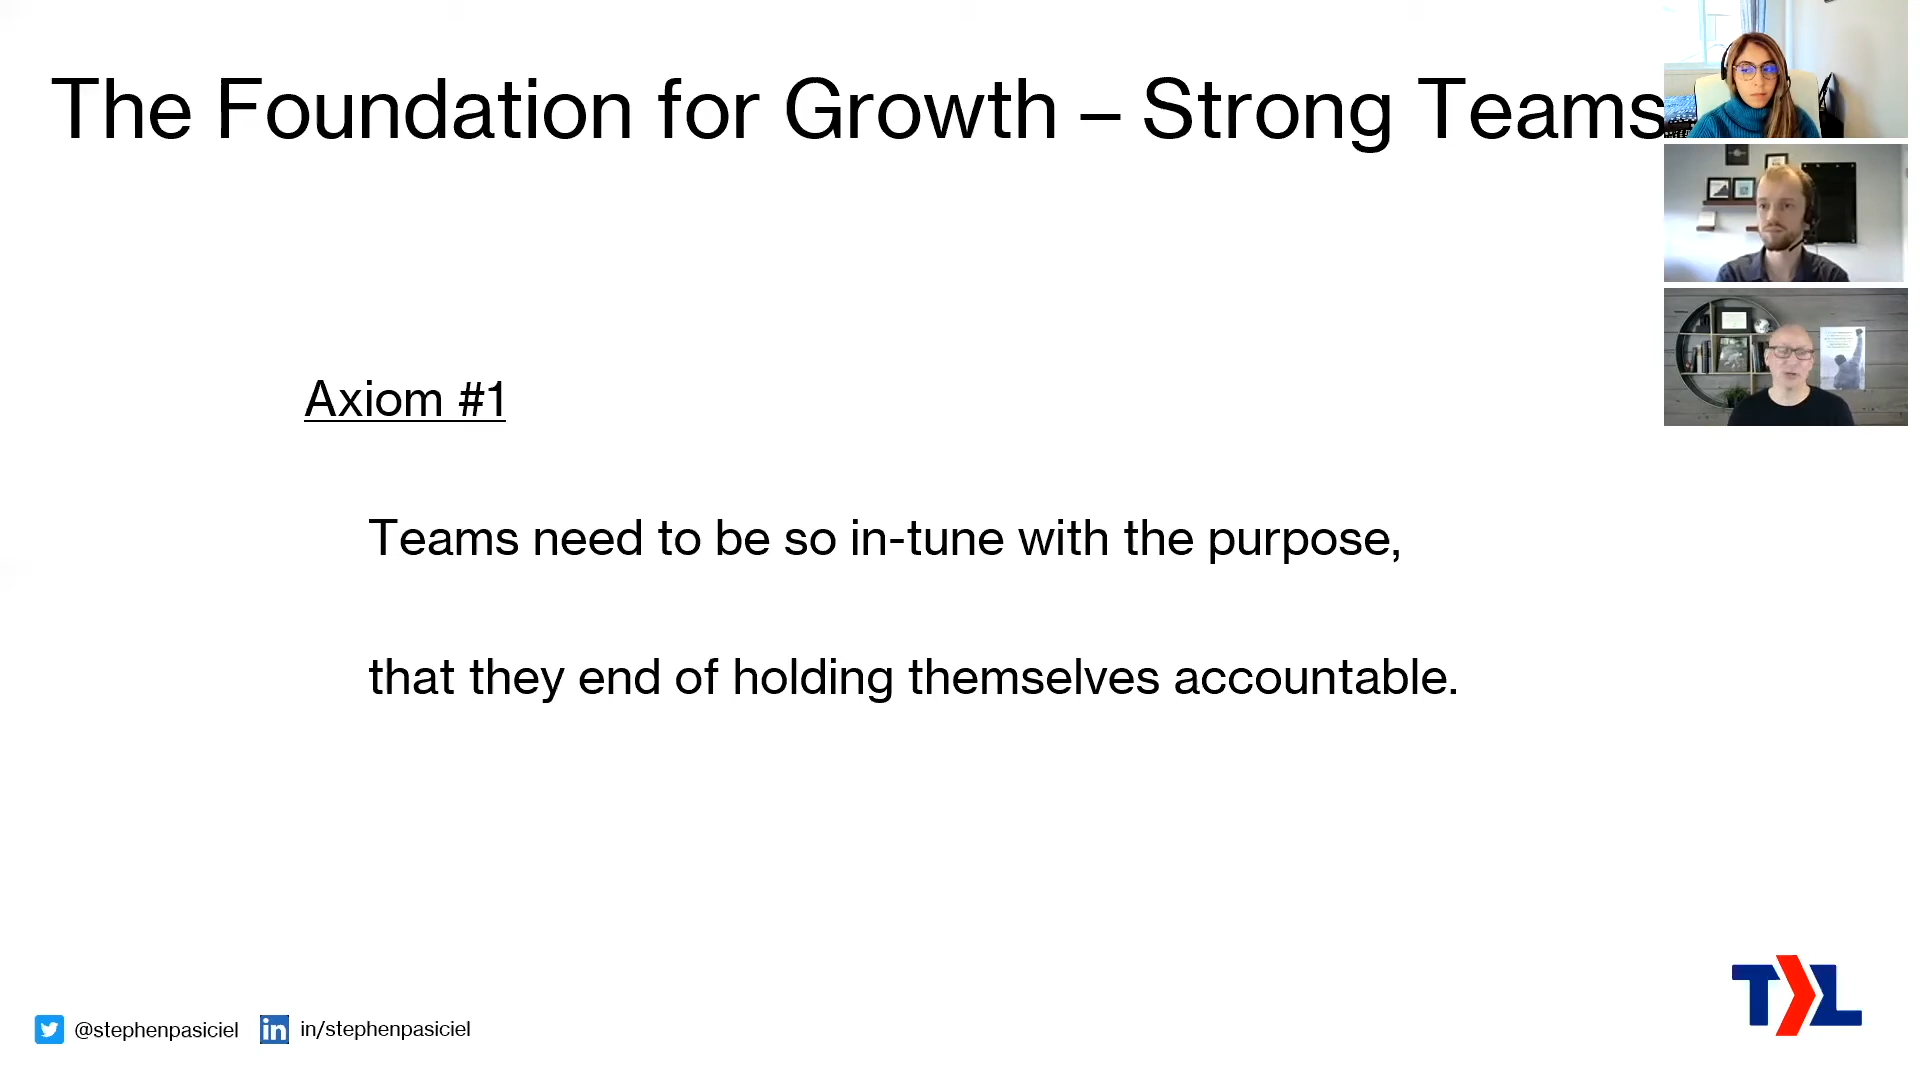 The Foundation for Growth – Strong Teams
Axiom #1
Teams need to be so in-tune with the purpose,
that they end of holding themselves accountable.
@stephenpasiciel
in
in/stephenpasiciel
TL